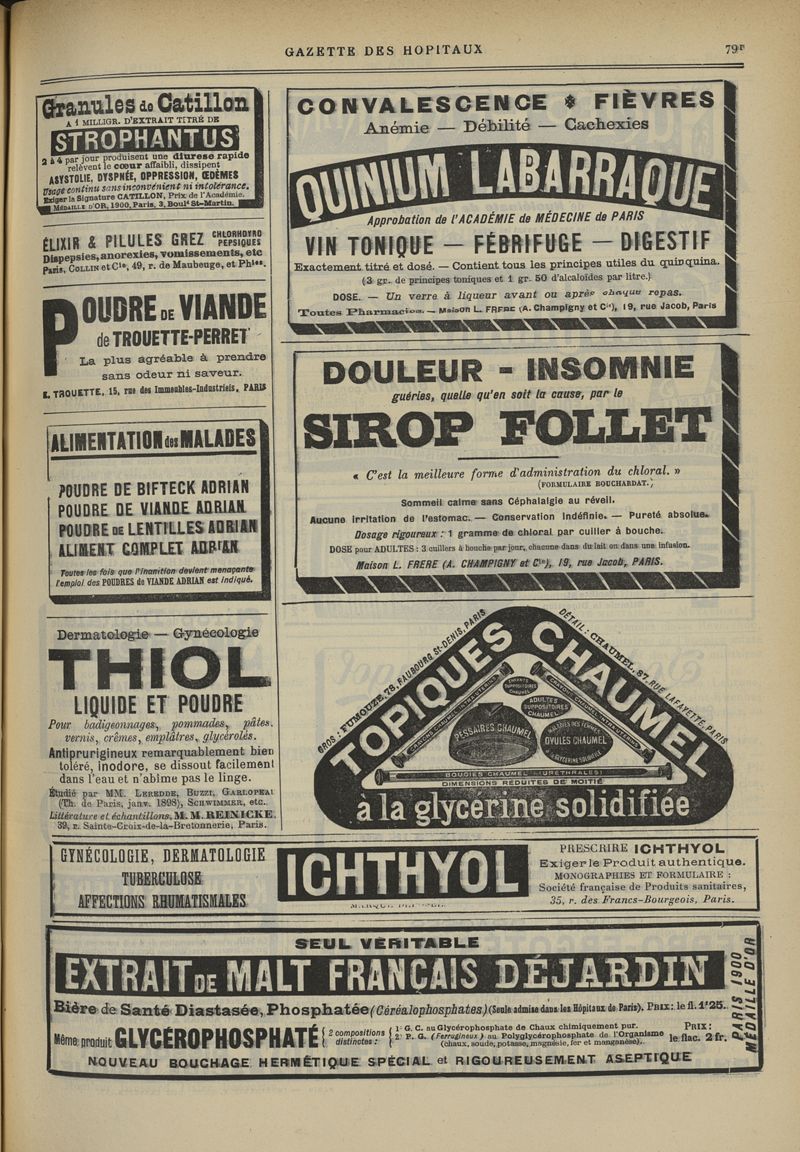 GAZETTE DES HOPITAUX
Granules de Catillon
A 1 MILLIGR. D'EXTRAIT TITRÉ DE
STROPHANTUS
2 à 4 par jour produisent une diurese rapide
relèvent le cœur affaibli, dissipent
ASYSTOLIE, DYSPNÉE, OPPRESSION, ŒDÈMES
Usage continu sans inconvénient ni intolérance.
Exiger la Signature CATILLON, Prix de l'Académie.
MÉDAILLE D'OR, 1900, Paris, 3, Boulᵈ St-Martin.
ÉLIXIR & PILULES GREZ CHLORHYDRO PEPSIQUES
Dispepsies, anorexies, vomissements, etc
Paris, COLLIN et Cⁱᵉ, 49, r. de Maubeuge, et Phⁱᵉˢ.
POUDRE DE VIANDE
de TROUETTE-PERRET
La plus agréable à prendre
sans odeur ni saveur.
E. TROUETTE, 15, rue des Immeubles-Industriels, PARIS
ALIMENTATION des MALADES
POUDRE DE BIFTECK ADRIAN
POUDRE DE VIANDE ADRIAN
POUDRE DE LENTILLES ADRIAN
ALIMENT COMPLET ADRIAN
Toutes les fois que l'inanition devient menaçante
l'emploi des POUDRES de VIANDE ADRIAN est indiqué.
Dermatologie — Gynécologie
THIOL
LIQUIDE ET POUDRE
Pour badigeonnages, pommades, pâtes,
vernis, crêmes, emplâtres, glycérolés.
Antiprurigineux remarquablement bien
toléré, inodore, se dissout facilement
dans l'eau et n'abîme pas le linge.
Étudié par MM. LEREDDE, BUZZI, GARLOPEAU
(Th. de Paris, janv. 1898), SCHWIMMER, etc.
Littérature et échantillons, M. M. REINICKE,
39, r. Sainte-Croix-de-la-Bretonnerie, Paris.
CONVALESCENCE * FIÈVRES
Anémie — Débilité — Cachexies
QUINIUM LABARRAQUE
Approbation de l'ACADÉMIE de MÉDECINE de PARIS
VIN TONIQUE — FÉBRIFUGE — DIGESTIF
Exactement titré et dosé. — Contient tous les principes utiles du quinquina.
(3 gr. de principes toniques et 1 gr. 50 d'alcaloïdes par litre.)
DOSE. — Un verre à liqueur avant ou après chaque repas.
Toutes Pharmacies. — Maison L. FRERE (A. Champigny et Cⁱᵉ), 19, rue Jacob, Paris
DOULEUR - INSOMNIE
guéries, quelle qu'en soit la cause, par le
SIROP FOLLET
« C'est la meilleure forme d'administration du chloral. »
(FORMULAIRE BOUCHARDAT.)
Sommeil calme sans Céphalalgie au réveil.
Aucune irritation de l'estomac. — Conservation indéfinie. — Pureté absolue.
Dosage rigoureux : 1 gramme de chloral par cuiller à bouche.
DOSE pour ADULTES : 3 cuillers à bouche par jour, chacune dans du lait ou dans une infusion.
Maison L. FRERE (A. CHAMPIGNY et Cⁱᵉ), 19, rue Jacob, PARIS.
GROS : FUMOUZE, 78, FAUBOURG St-DENIS, PARIS
DÉTAIL : CHAUMEL, 87, RUE LAFAYETTE, PARIS
TOPIQUES CHAUMEL
ENFANTS SUPPOSITOIRES CHAUMEL
ADULTES SUPPOSITOIRES CHAUMEL
PESSAIRES CHAUMEL
MALADIES DES FEMMES
OVULES CHAUMEL
A GLYCERINE SOLIDIFIÉE
BOUGIES CHAUMEL (URÉTHRALES)
DIMENSIONS RÉDUITES DE MOITIÉ
à la glycérine solidifiée
GYNÉCOLOGIE, DERMATOLOGIE
TUBERCULOSE
AFFECTIONS RHUMATISMALES
ICHTHYOL
PRESCRIRE ICHTHYOL
Exiger le Produit authentique.
MONOGRAPHIES ET FORMULAIRE :
Société française de Produits sanitaires,
35, r. des Francs-Bourgeois, Paris.
SEUL VÉRITABLE
EXTRAIT DE MALT FRANÇAIS DÉJARDIN
Bière de Santé Diastasée, Phosphatée (Céréalophosphates) (Seule admise dans les Hôpitaux de Paris). PRIX: le fl. 1ᶠ25.
Même produit GLYCÉROPHOSPHATÉ { 2 compositions distinctes : {
1· G. C. au Glycérophosphate de Chaux chimiquement pur.
2· P. G. (Ferrugineux) au Polyglycérophosphate de l'Organisme
(chaux, soude, potasse, magnésie, fer et manganèse).
PRIX :
le flac. 2 fr.
NOUVEAU BOUCHAGE HERMÉTIQUE SPÉCIAL et RIGOUREUSEMENT ASEPTIQUE
PARIS 1900
MÉDAILLE D'OR